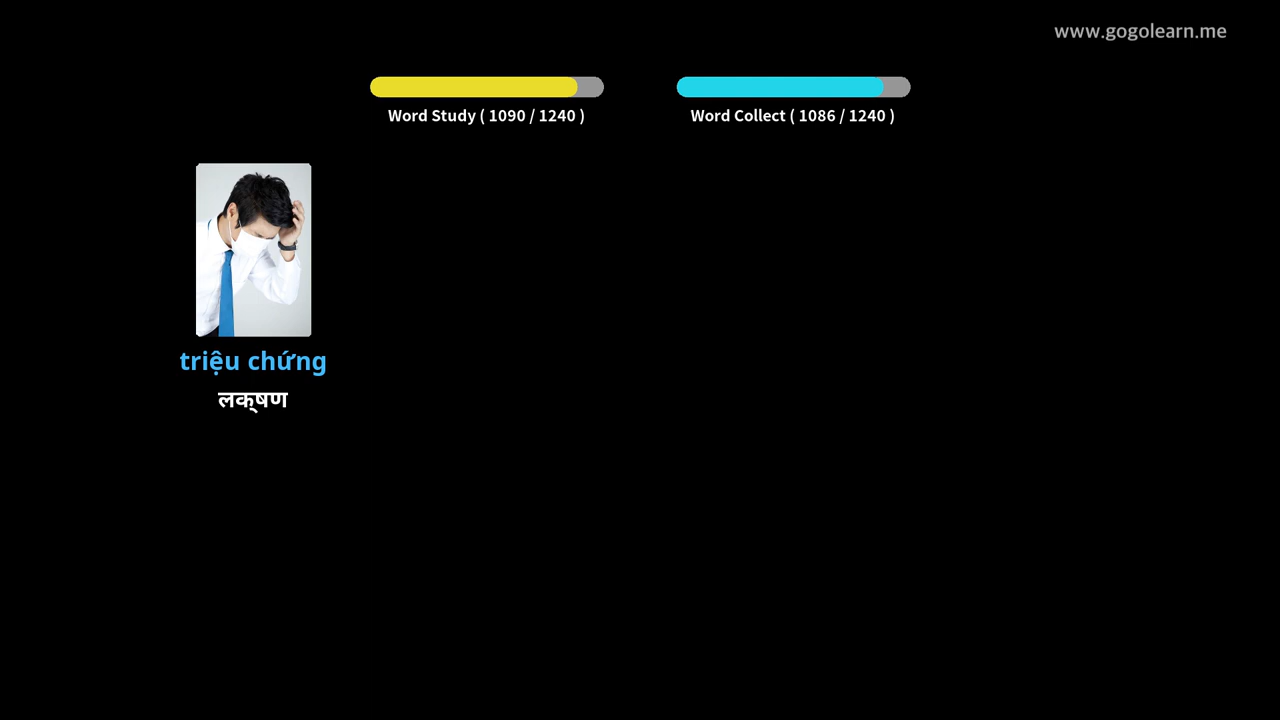 www.gogolearn.me
Word Study ( 1090 / 1240 )
Word Collect ( 1086 / 1240 )
triệu chứng
लक्षण